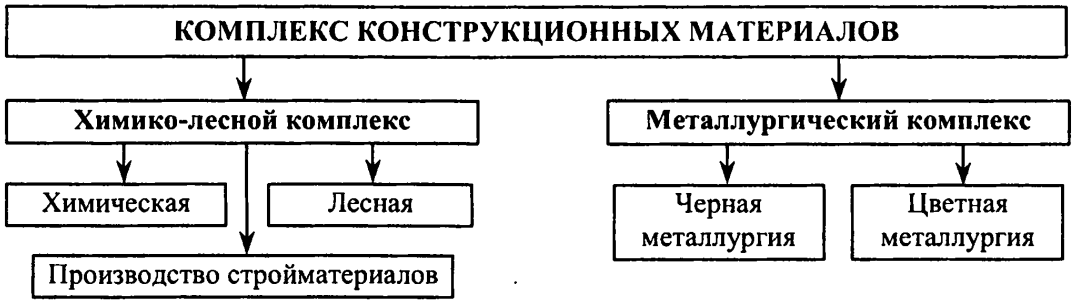 КОМПЛЕКС КОНСТРУКЦИОННЫХ МАТЕРИАЛОВ
Химико-лесной комплекс
Металлургический комплекс
Химическая
Лесная
Черная
металлургия
Цветная
металлургия
Производство стройматериалов